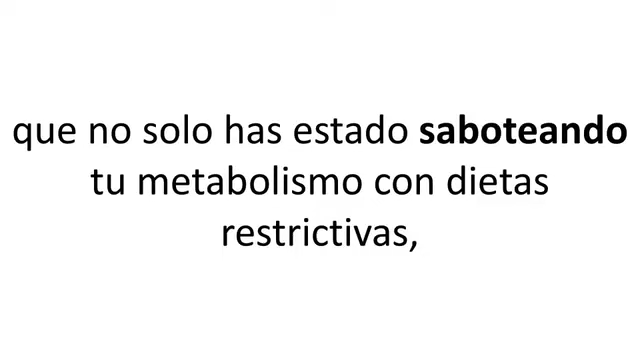 que no solo has estado saboteando
tu metabolismo con dietas
restrictivas,